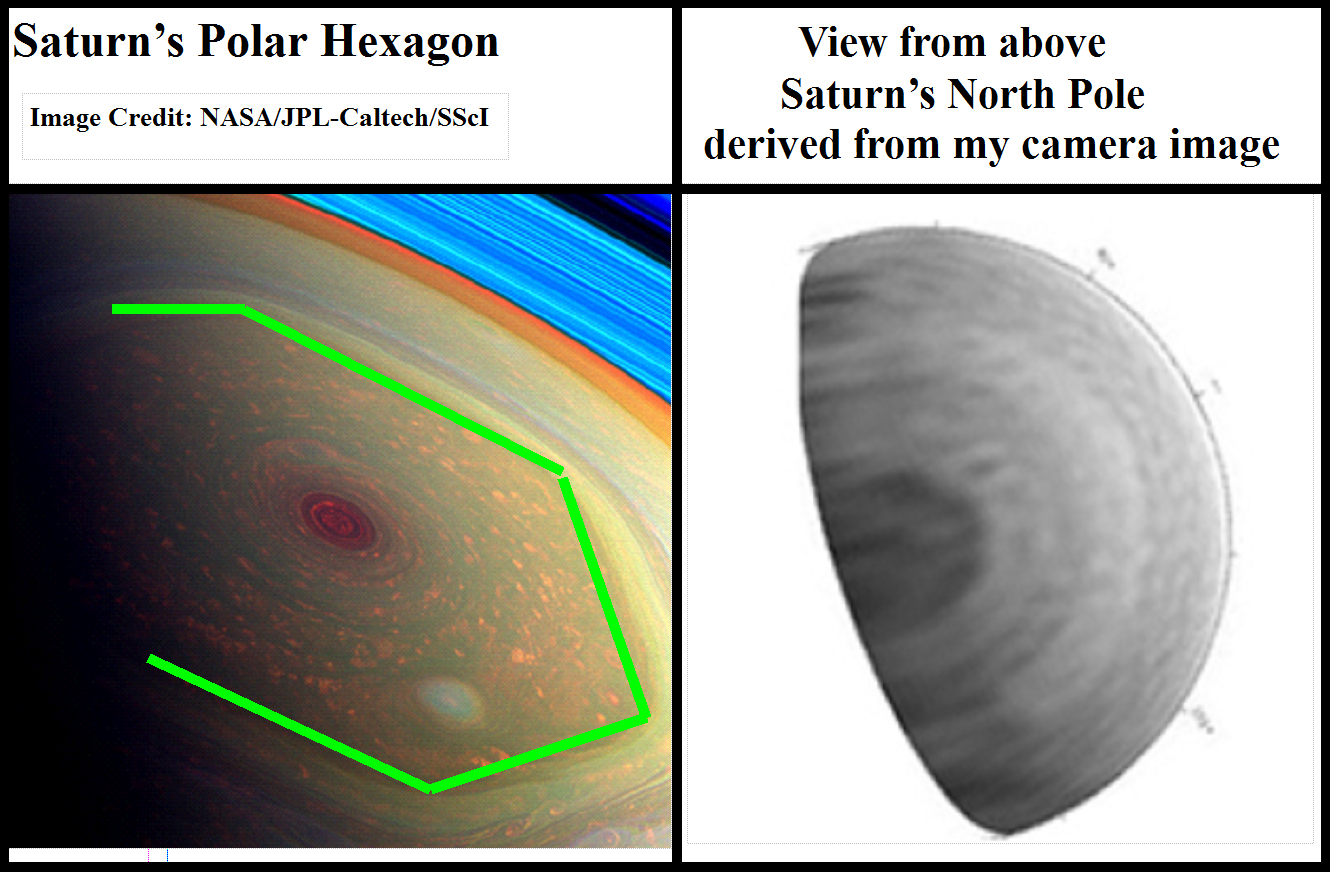 Saturn’s Polar Hexagon
Image Credit: NASA/JPL-Caltech/SScI
View from above
Saturn’s North Pole
derived from my camera image